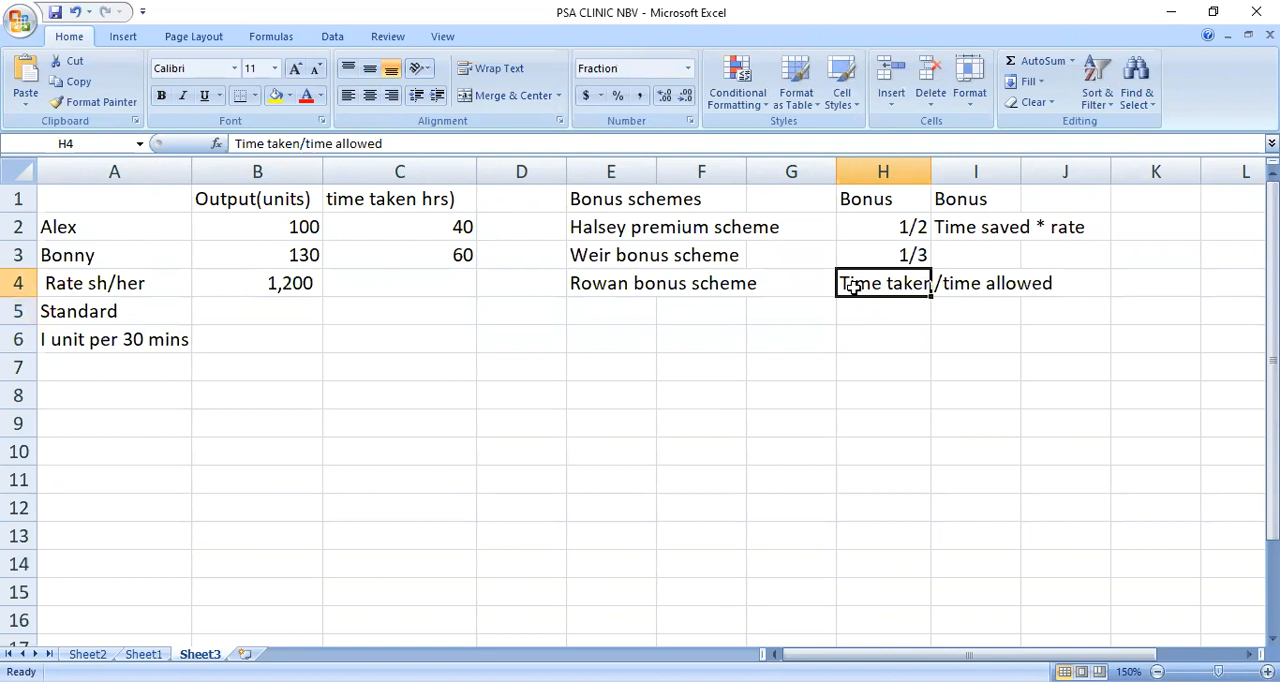 PSA CLINIC NBV - Microsoft Excel
Home Insert Page Layout Formulas Data Review View
Paste
Cut
Copy
Format Painter
Clipboard
Calibri 11 A A
B I U A
Font
Wrap Text
Merge & Center
Alignment
Fraction
$ % ,
Number
Conditional Formatting
Format as Table
Cell Styles
Styles
Insert Delete Format
Cells
Σ AutoSum
Fill
Clear
Sort & Filter
Find & Select
Editing
H4 fx Time taken/time allowed
A B C D E F G H I J K L
1 Output(units) time taken hrs) Bonus schemes Bonus Bonus
2 Alex 100 40 Halsey premium scheme 1/2 Time saved * rate
3 Bonny 130 60 Weir bonus scheme 1/3
4 Rate sh/her 1,200 Rowan bonus scheme Time taken/time allowed
5 Standard
6 I unit per 30 mins
7
8
9
10
11
12
13
14
15
16
17
Sheet2 Sheet1 Sheet3
Ready 150%